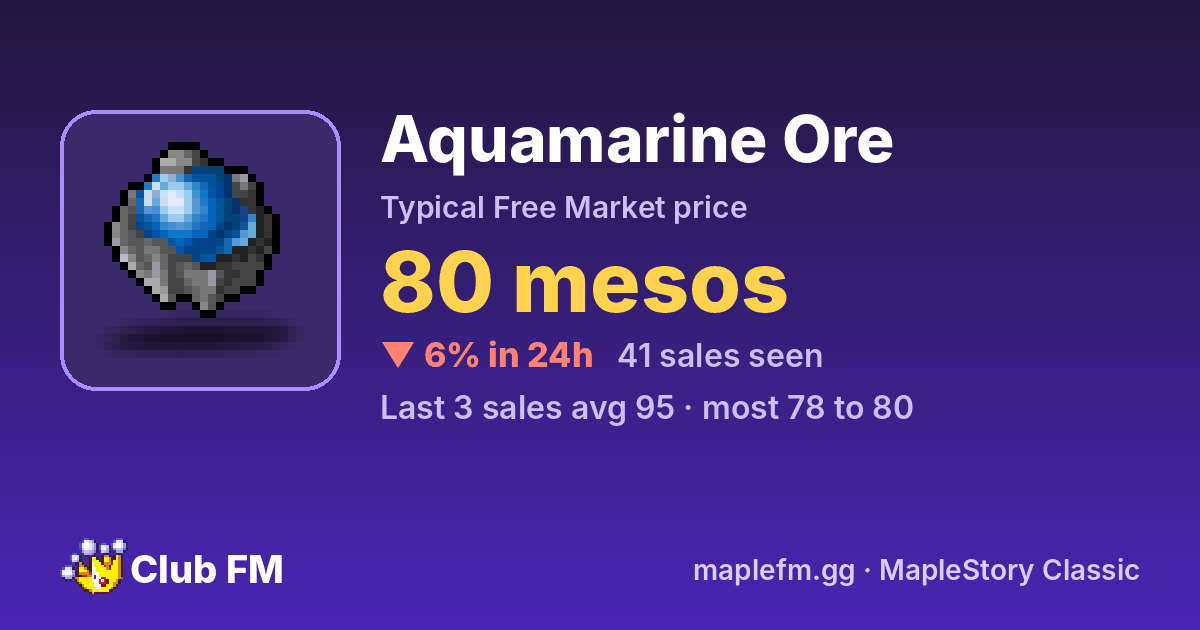 Aquamarine Ore
Typical Free Market price
80 mesos
▼ 6% in 24h 41 sales seen
Last 3 sales avg 95 · most 78 to 80
Club FM
maplefm.gg · MapleStory Classic